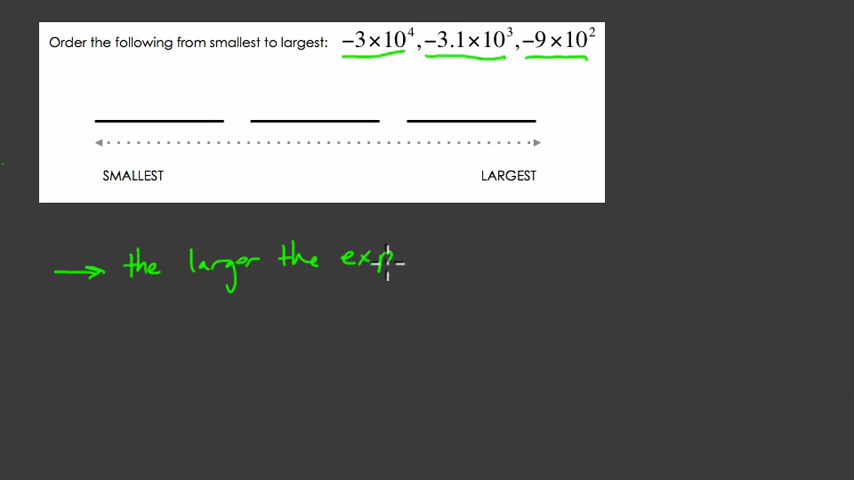 Order the following from smallest to largest: −3×10⁴, −3.1×10³, −9×10²
SMALLEST LARGEST
→ the larger the exp